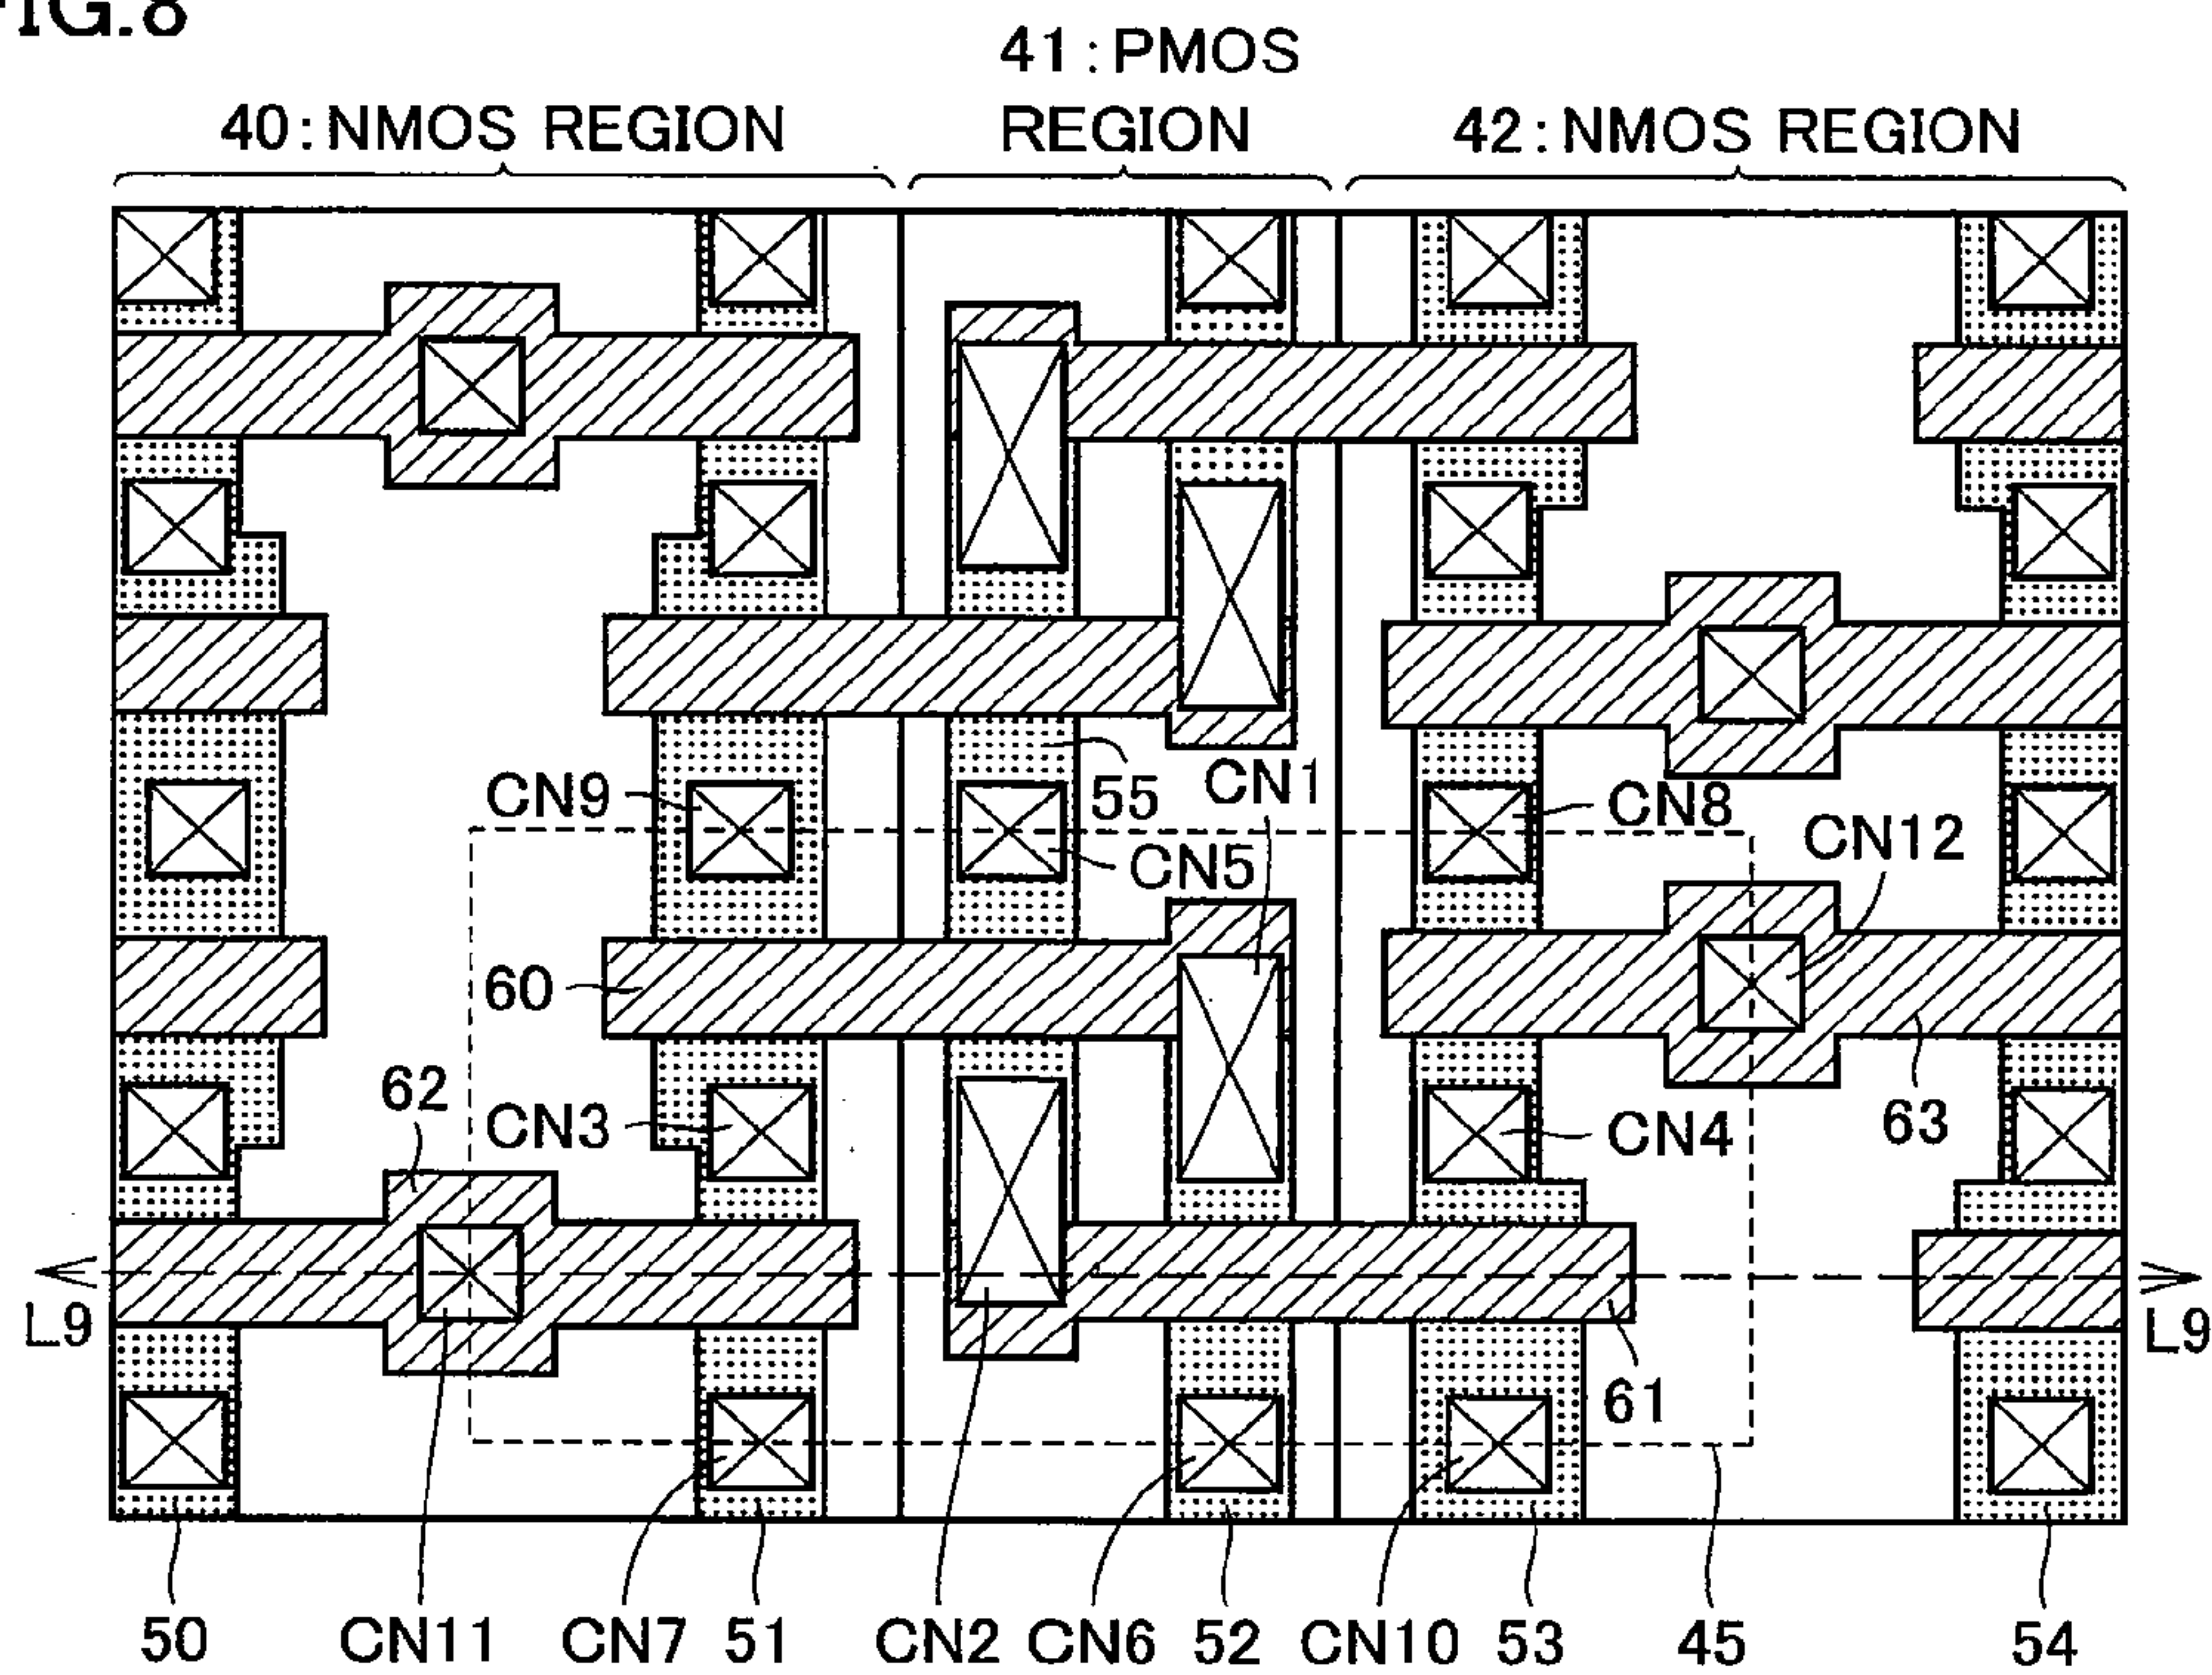 FIG.8
41:PMOS
REGION
40:NMOS REGION
42:NMOS REGION
CN9
55
CN1
CN8
CN5
CN12
60
62
CN3
CN4
63
L9
L9
61
50
CN11
CN7
51
CN2
CN6
52
CN10
53
45
54